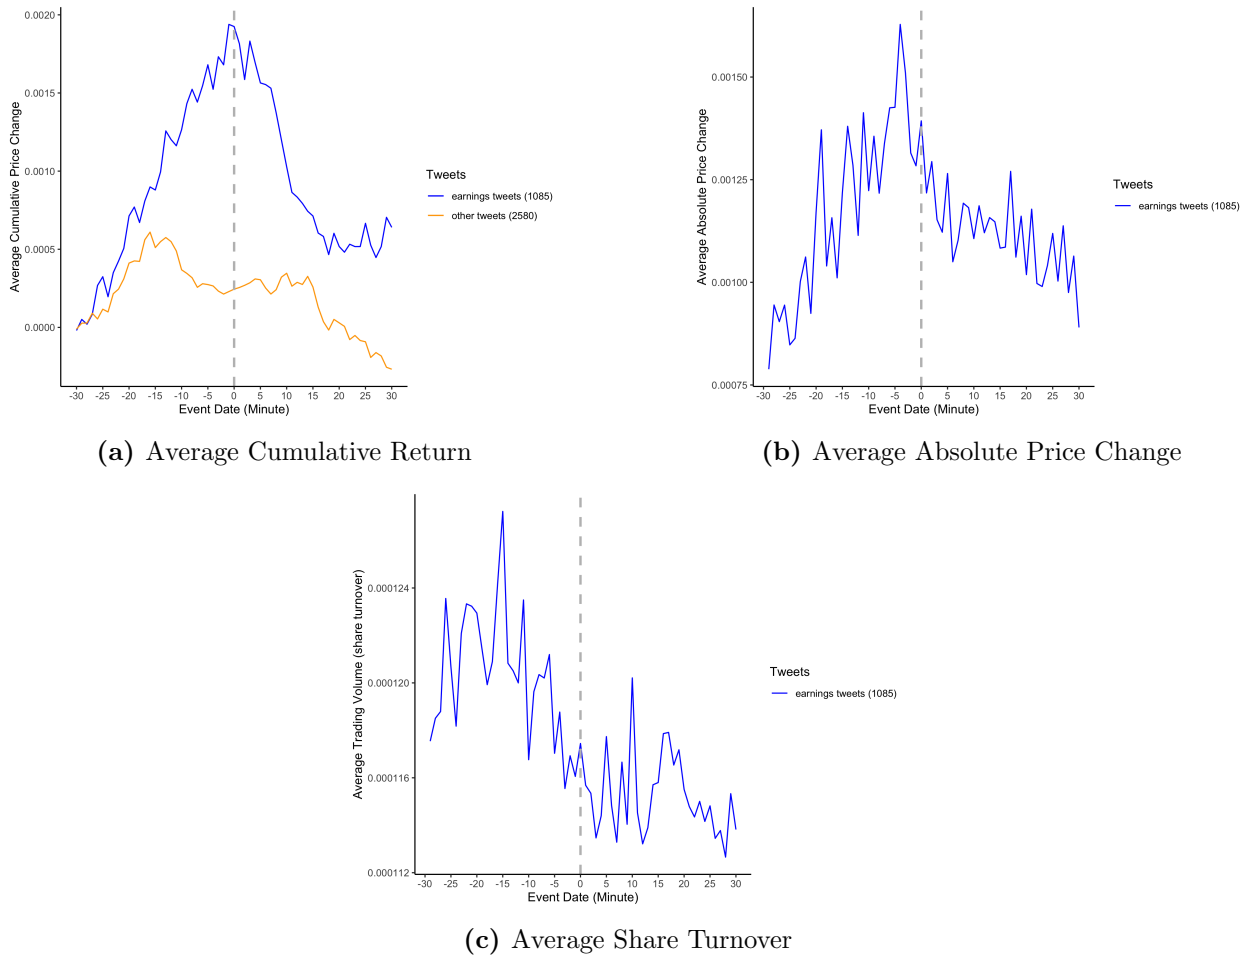 Average Cumulative Price Change
0.0020
0.0015
0.0010
0.0005
0.0000
-30 -25 -20 -15 -10 -5 0 5 10 15 20 25 30
Event Date (Minute)
Tweets
earnings tweets (1085)
other tweets (2580)
(a) Average Cumulative Return
Average Absolute Price Change
0.00150
0.00125
0.00100
0.00075
-30 -25 -20 -15 -10 -5 0 5 10 15 20 25 30
Event Date (Minute)
Tweets
earnings tweets (1085)
(b) Average Absolute Price Change
Average Trading Volume (share turnover)
0.000124
0.000120
0.000116
0.000112
-30 -25 -20 -15 -10 -5 0 5 10 15 20 25 30
Event Date (Minute)
Tweets
earnings tweets (1085)
(c) Average Share Turnover